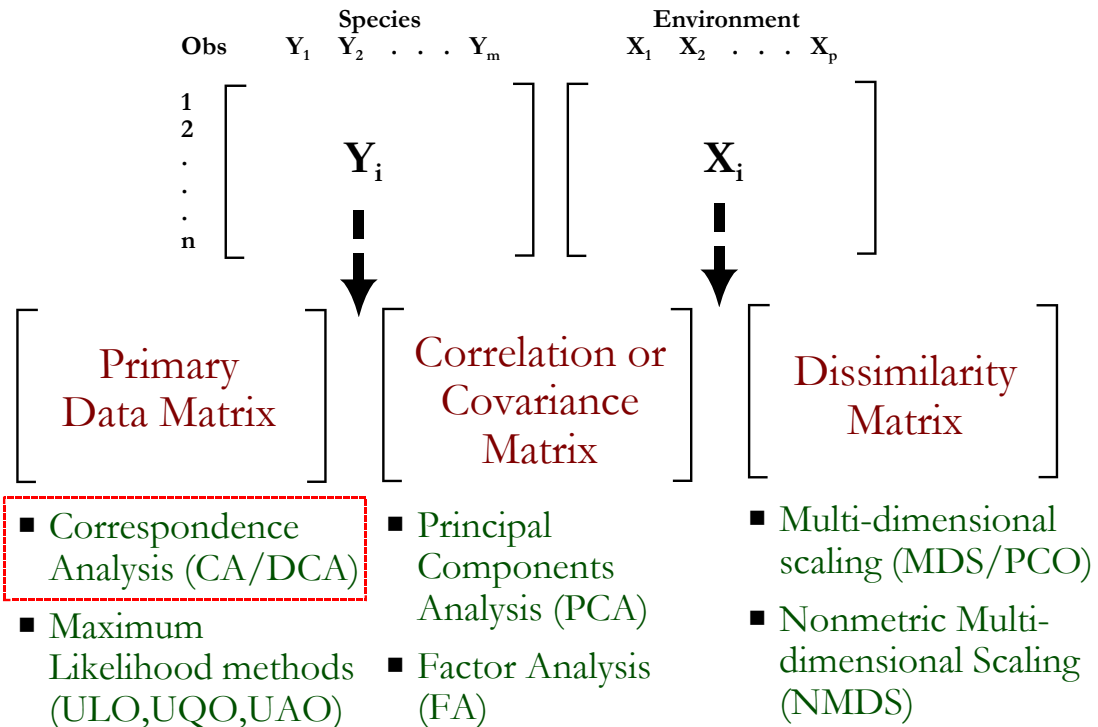 Species Environment
Obs Y1 Y2 . . . Ym X1 X2 . . . Xp
1
2
.
.
.
n
Yi Xi
Primary
Data Matrix
Correlation or
Covariance
Matrix
Dissimilarity
Matrix
▪ Correspondence
Analysis (CA/DCA)
▪ Maximum
Likelihood methods
(ULO,UQO,UAO)
▪ Principal
Components
Analysis (PCA)
▪ Factor Analysis
(FA)
▪ Multi-dimensional
scaling (MDS/PCO)
▪ Nonmetric Multi-
dimensional Scaling
(NMDS)